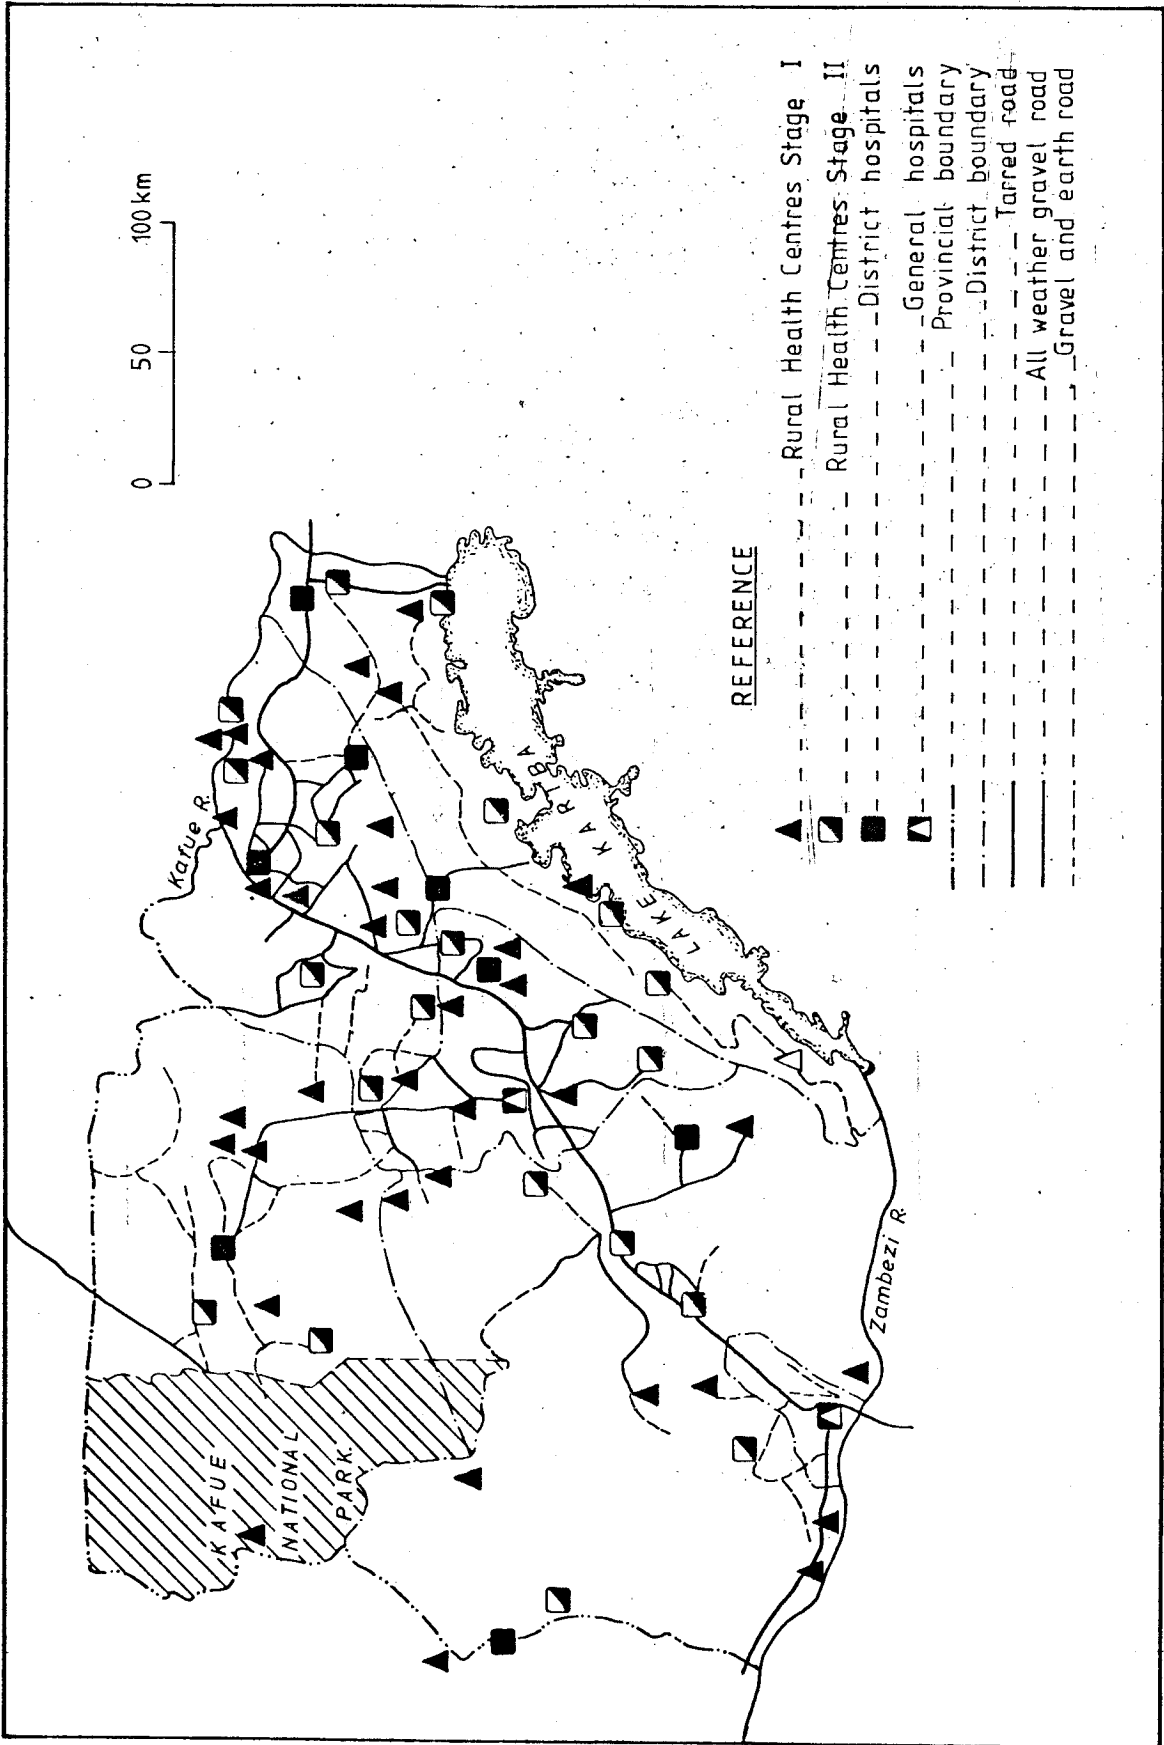 Kafue R.
KAFUE
NATIONAL
PARK
LAKE KARIBA
Zambezi R.
0 50 100 km
REFERENCE
Rural Health Centres Stage I
Rural Health Centres Stage II
District hospitals
General hospitals
Provincial boundary
District boundary
Tarred road
All weather gravel road
Gravel and earth road